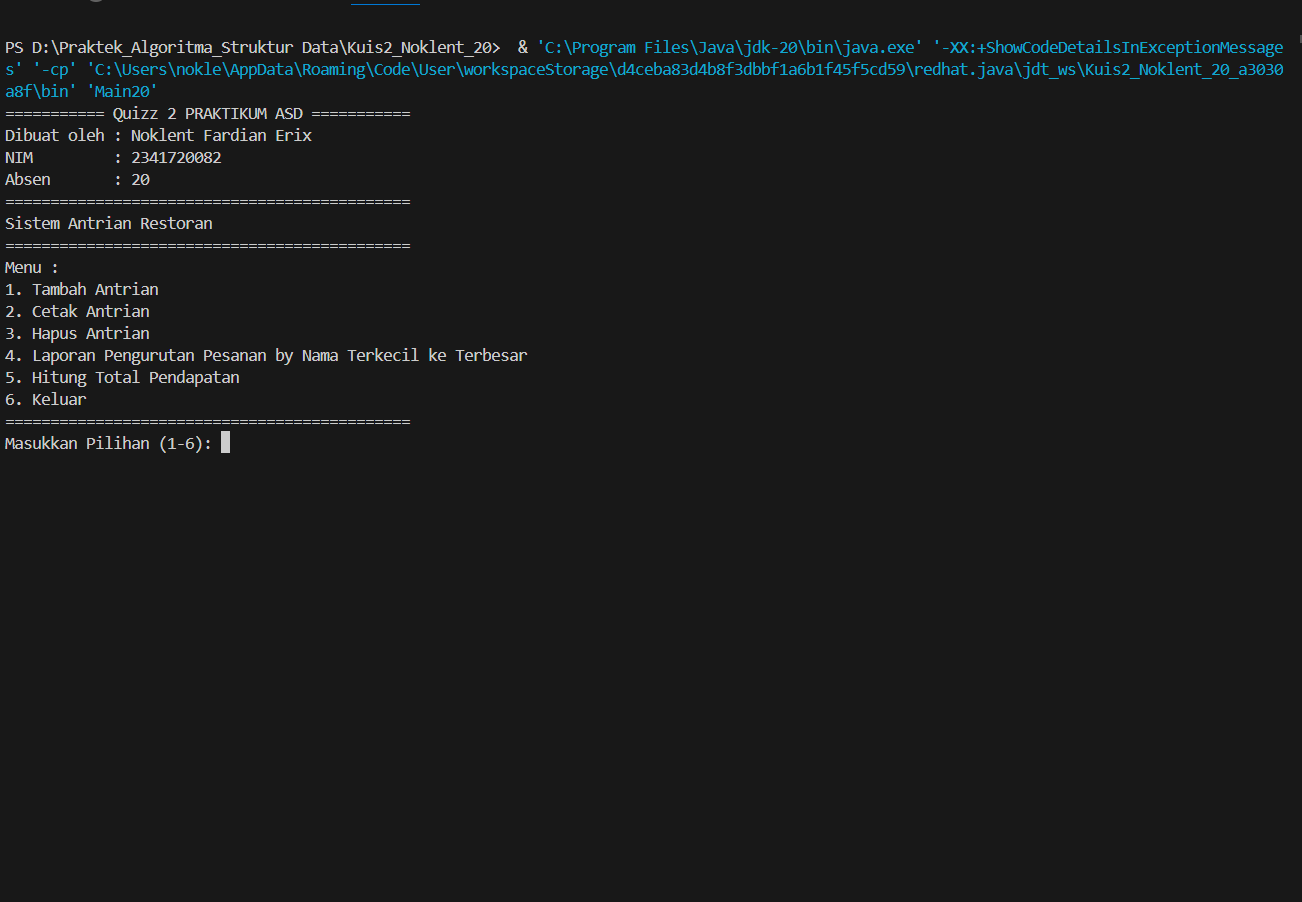 PS D:\Praktek_Algoritma_Struktur Data\Kuis2_Noklent_20>  & 'C:\Program Files\Java\jdk-20\bin\java.exe' '-XX:+ShowCodeDetailsInExceptionMessage
s' '-cp' 'C:\Users\nokle\AppData\Roaming\Code\User\workspaceStorage\d4ceba83d4b8f3dbbf1a6b1f45f5cd59\redhat.java\jdt_ws\Kuis2_Noklent_20_a3030
a8f\bin' 'Main20'
=========== Quizz 2 PRAKTIKUM ASD ===========
Dibuat oleh : Noklent Fardian Erix
NIM         : 2341720082
Absen       : 20
=============================================
Sistem Antrian Restoran
=============================================
Menu :
1. Tambah Antrian
2. Cetak Antrian
3. Hapus Antrian
4. Laporan Pengurutan Pesanan by Nama Terkecil ke Terbesar
5. Hitung Total Pendapatan
6. Keluar
=============================================
Masukkan Pilihan (1-6):